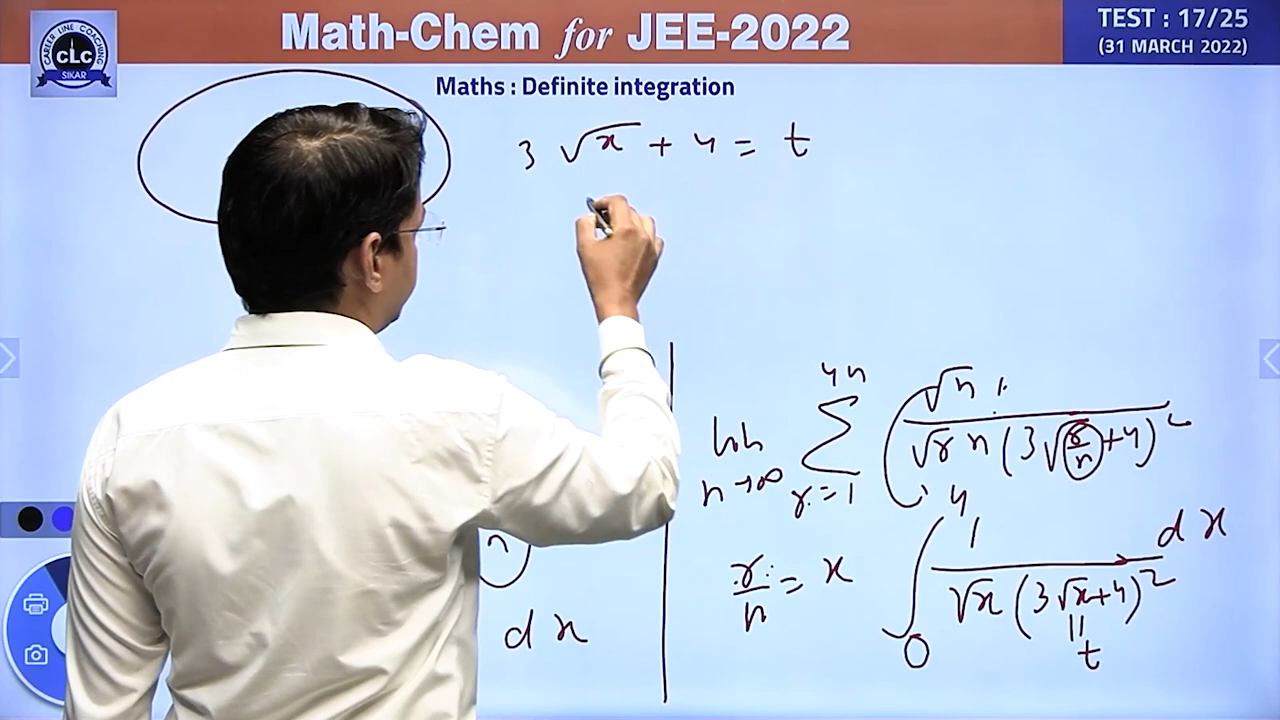 Math-Chem for JEE-2022
TEST : 17/25
(31 MARCH 2022)
CAREER LINE COACHING
CLC
SIKAR
Maths : Definite integration
3 √x + 4 = t
lim n→∞ ∑ r=1 4n √n · 1 / √r n (3√(r/n) + 4)²
r/n = x
∫ 0 4 1 / √x (3√x+4)² dx
|| t
dx